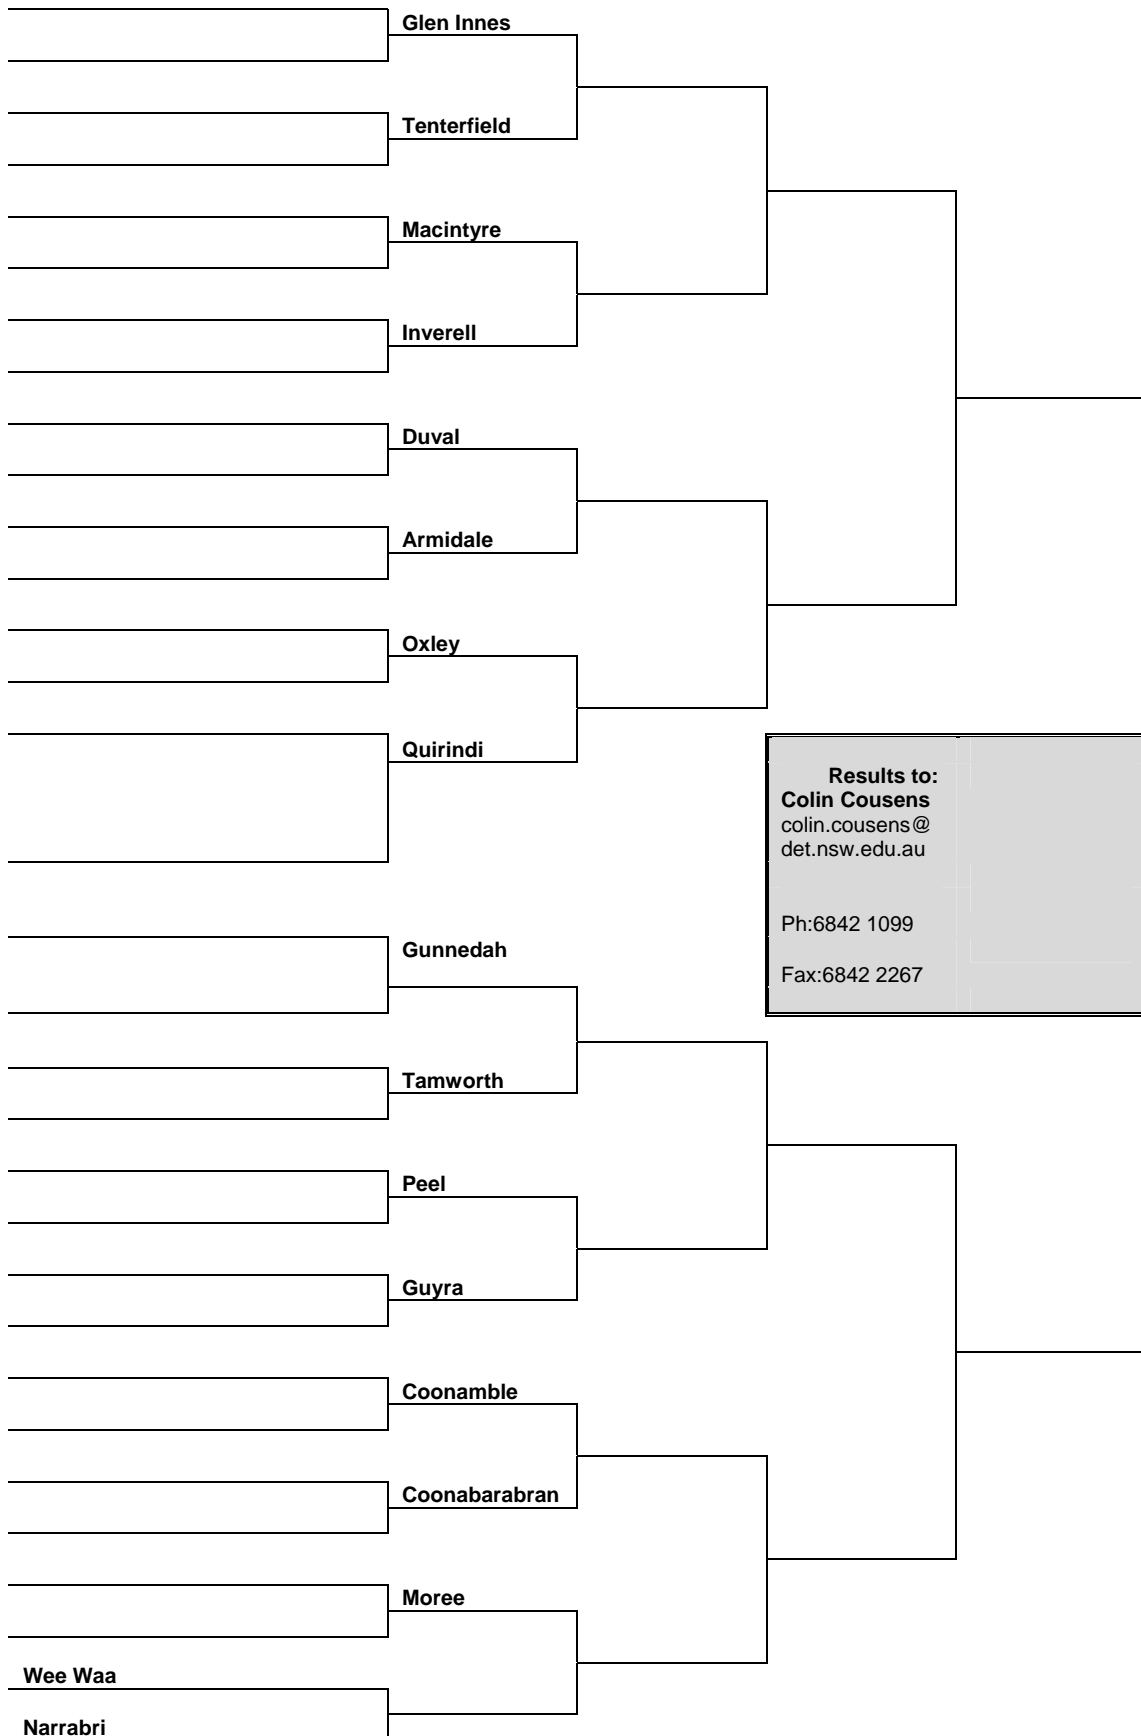 Glen Innes
Tenterfield
Macintyre
Inverell
Duval
Armidale
Oxley
Quirindi
Results to:
Colin Cousens
colin.cousens@
det.nsw.edu.au
Ph:6842 1099
Fax:6842 2267
Gunnedah
Tamworth
Peel
Guyra
Coonamble
Coonabarabran
Moree
Wee Waa
Narrabri